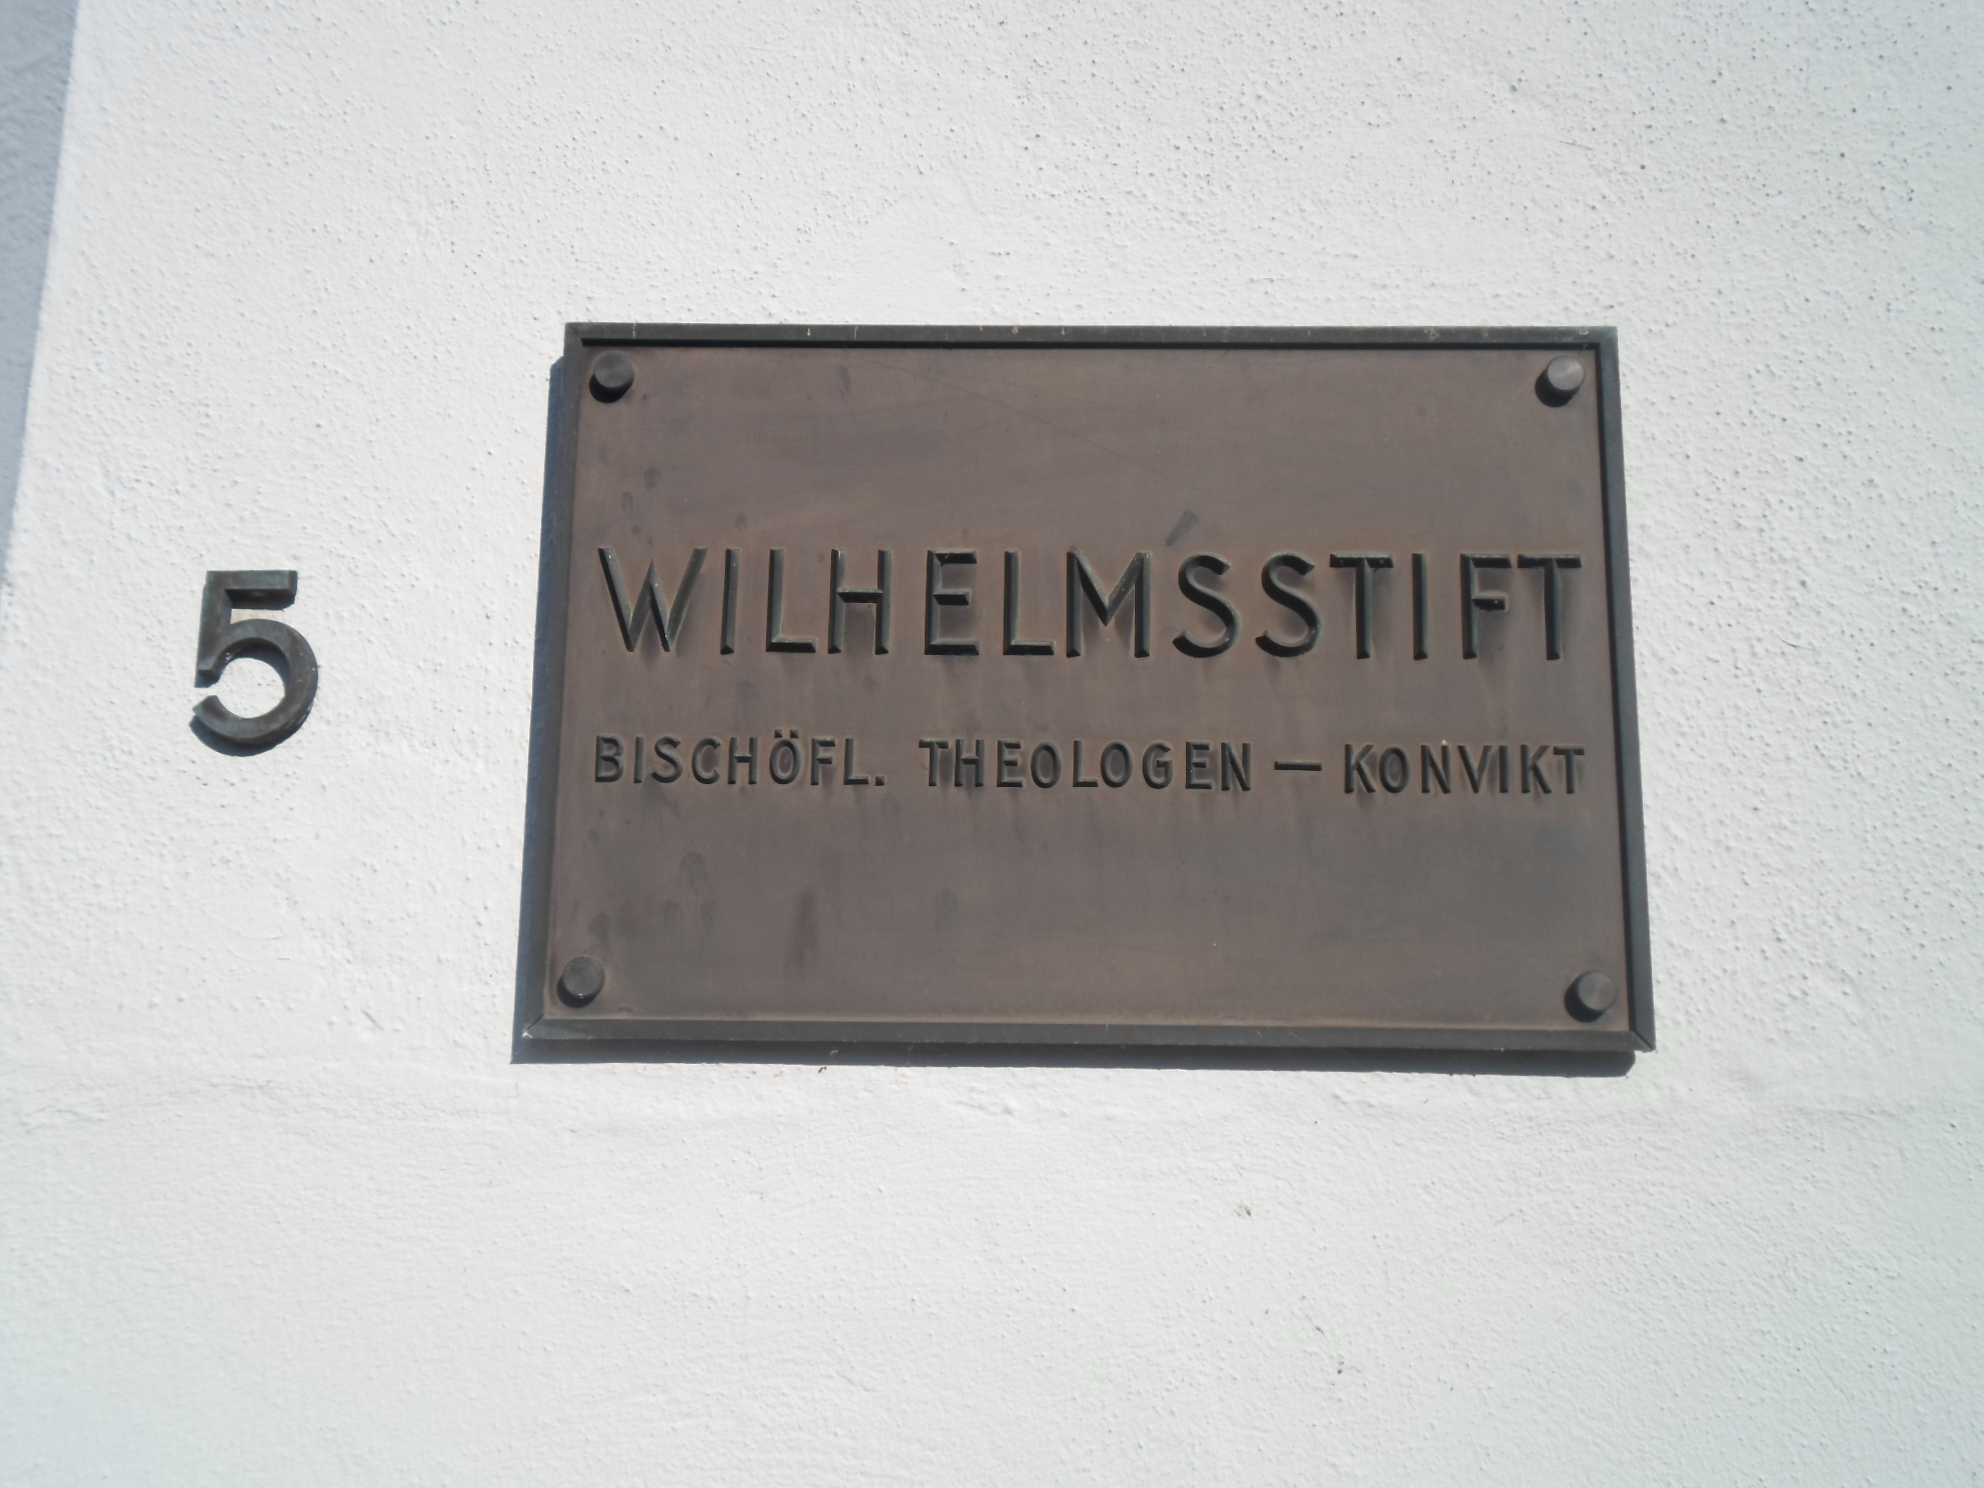 5
WILHELMSSTIFT
BISCHÖFL. THEOLOGEN – KONVIKT